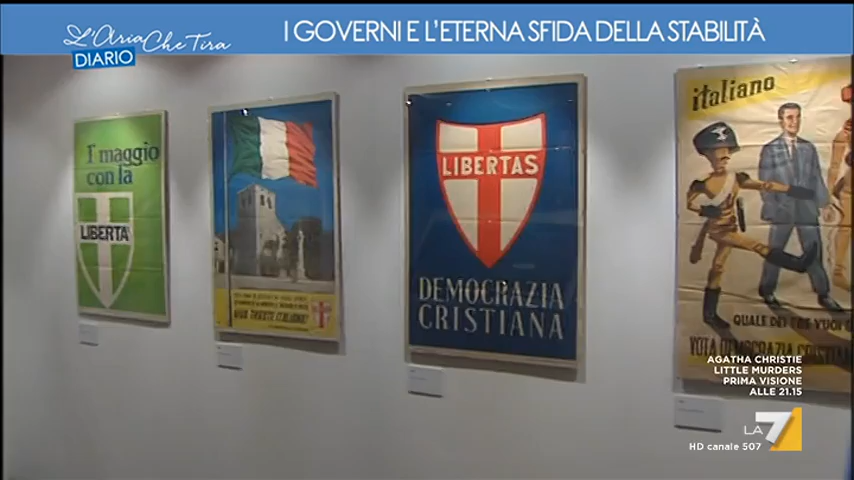 L'Aria Che Tira
DIARIO
I GOVERNI E L'ETERNA SFIDA DELLA STABILITÀ
1° maggio
con la
LIBERTA'
LIBERTAS
DEMOCRAZIA
CRISTIANA
italiano
QUALE DEI TRE VUOI
VOTA DEMOCRAZIA CRISTIANA
AGATHA CHRISTIE
LITTLE MURDERS
PRIMA VISIONE
ALLE 21.15
LA 7
HD canale 507